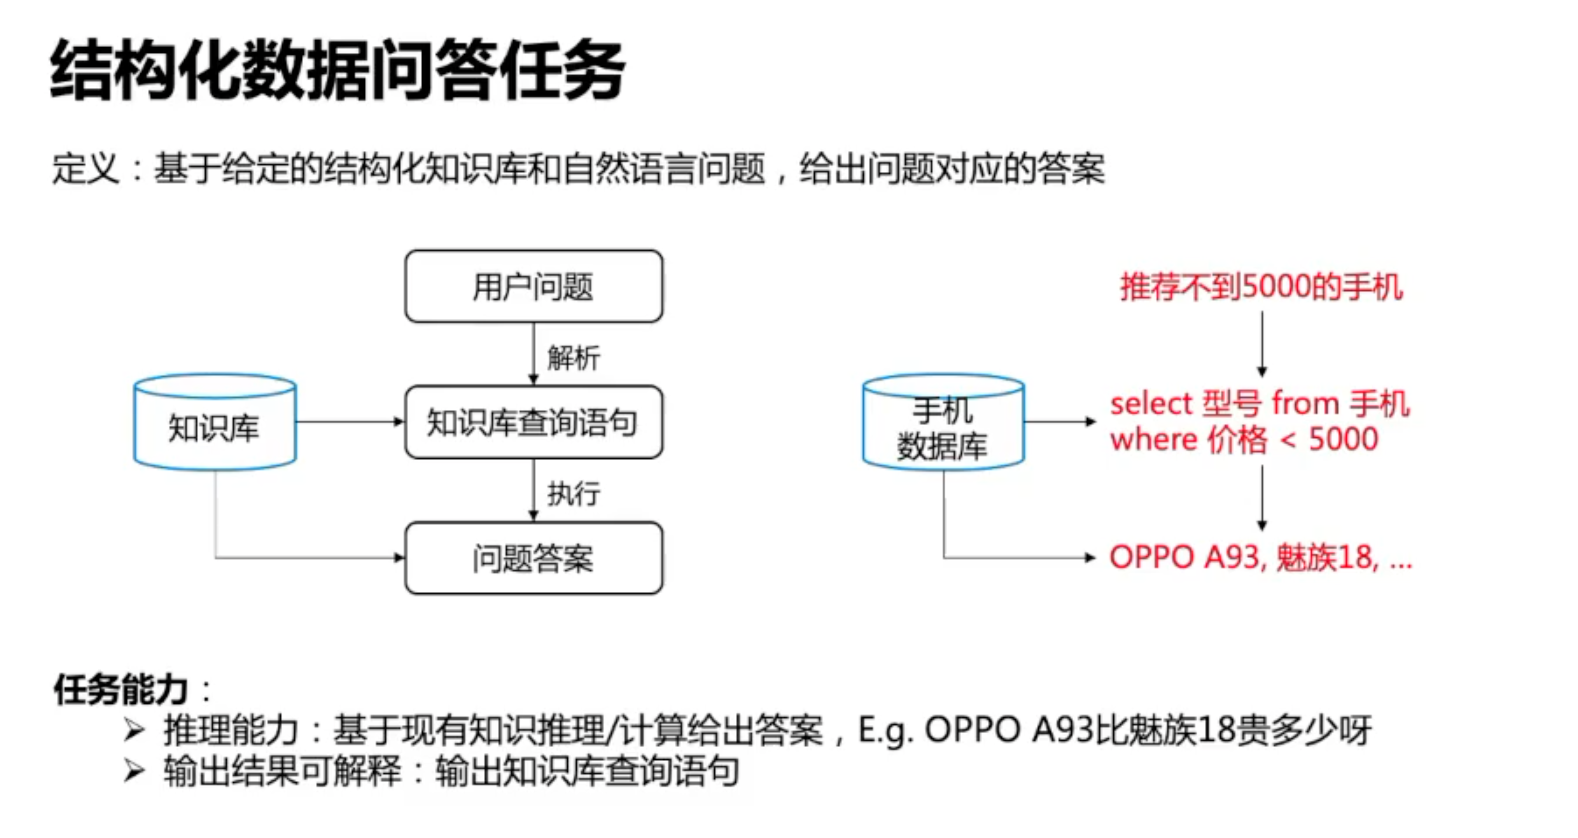 结构化数据问答任务
定义：基于给定的结构化知识库和自然语言问题，给出问题对应的答案
用户问题
解析
知识库
知识库查询语句
执行
问题答案
推荐不到5000的手机
手机
数据库
select 型号 from 手机
where 价格 < 5000
OPPO A93, 魅族18, ...
任务能力：
➢ 推理能力：基于现有知识推理/计算给出答案，E.g. OPPO A93比魅族18贵多少呀
➢ 输出结果可解释：输出知识库查询语句